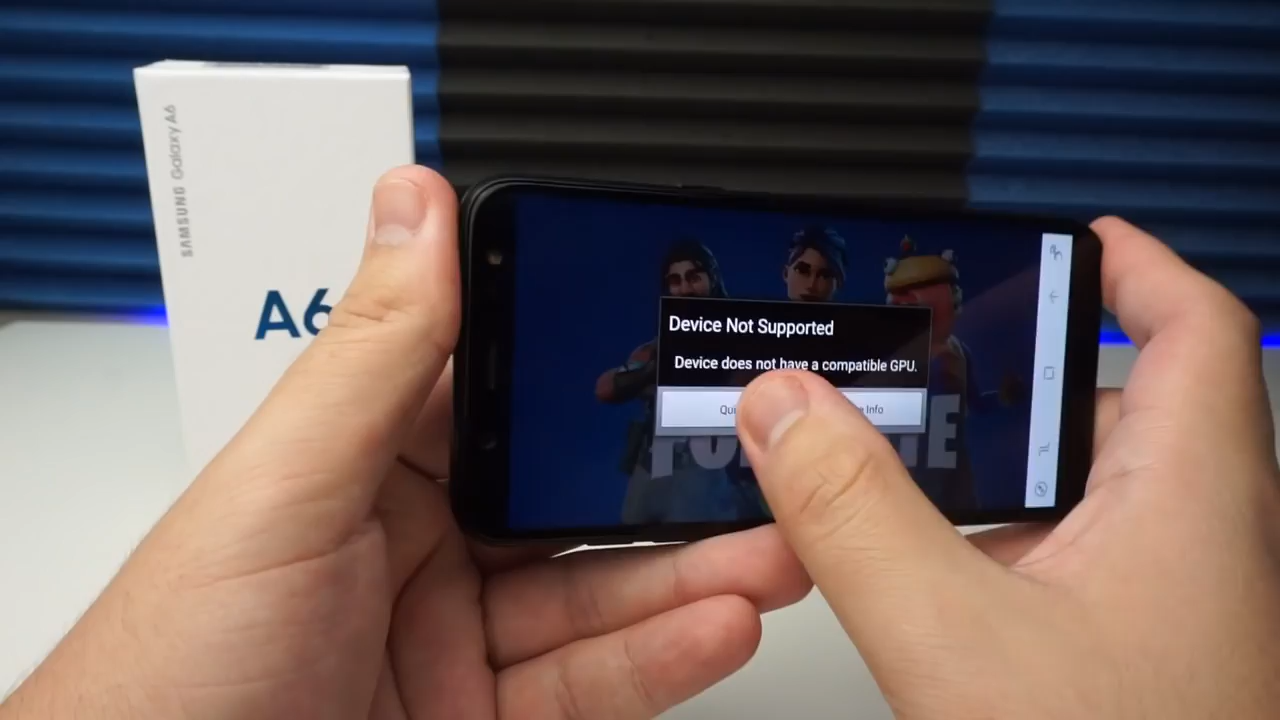 SAMSUNG Galaxy A6
A6
Device Not Supported
Device does not have a compatible GPU.
Info